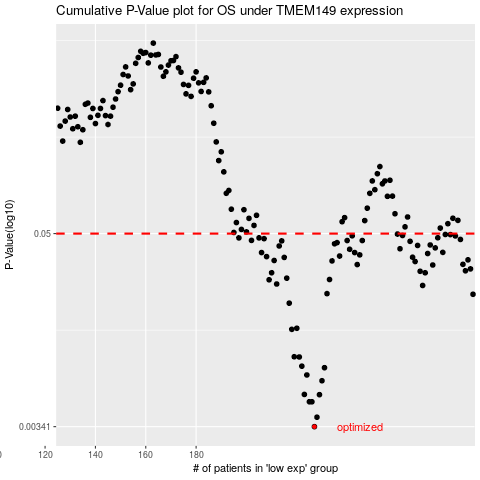 Cumulative P-Value plot for OS under TMEM149 expression
P-Value(log10)
0.05
0.00341
optimized
0 120 140 160 180
# of patients in 'low exp' group